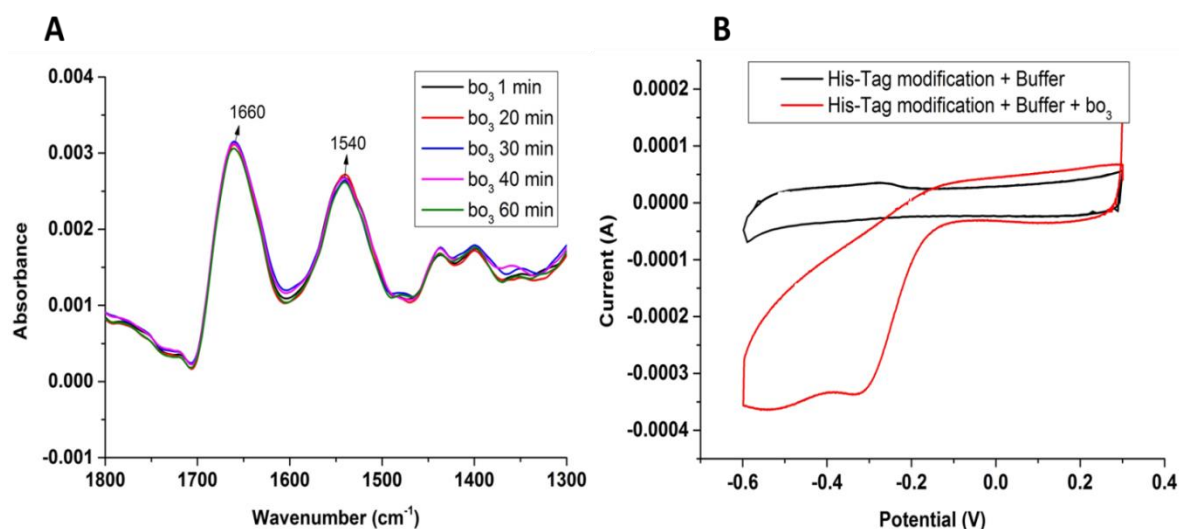 A
B
0.004
0.003
0.002
0.001
0.000
-0.001
1800
1700
1600
1500
1400
1300
Absorbance
Wavenumber (cm⁻¹)
1660
1540
bo₃ 1 min
bo₃ 20 min
bo₃ 30 min
bo₃ 40 min
bo₃ 60 min
0.0002
0.0001
0.0000
-0.0001
-0.0002
-0.0003
-0.0004
-0.6
-0.4
-0.2
0.0
0.2
0.4
Current (A)
Potential (V)
His-Tag modification + Buffer
His-Tag modification + Buffer + bo₃